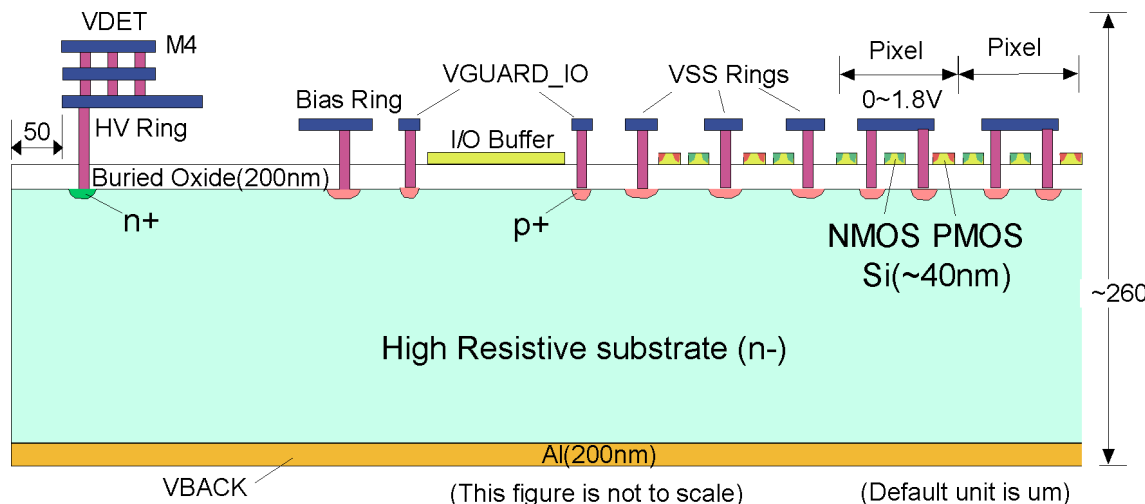 VDET
M4
HV Ring
50
Bias Ring
VGUARD_IO
I/O Buffer
VSS Rings
Pixel
Pixel
0~1.8V
Buried Oxide(200nm)
n+
p+
NMOS PMOS
Si(~40nm)
~260
High Resistive substrate (n-)
Al(200nm)
VBACK
(This figure is not to scale)
(Default unit is um)